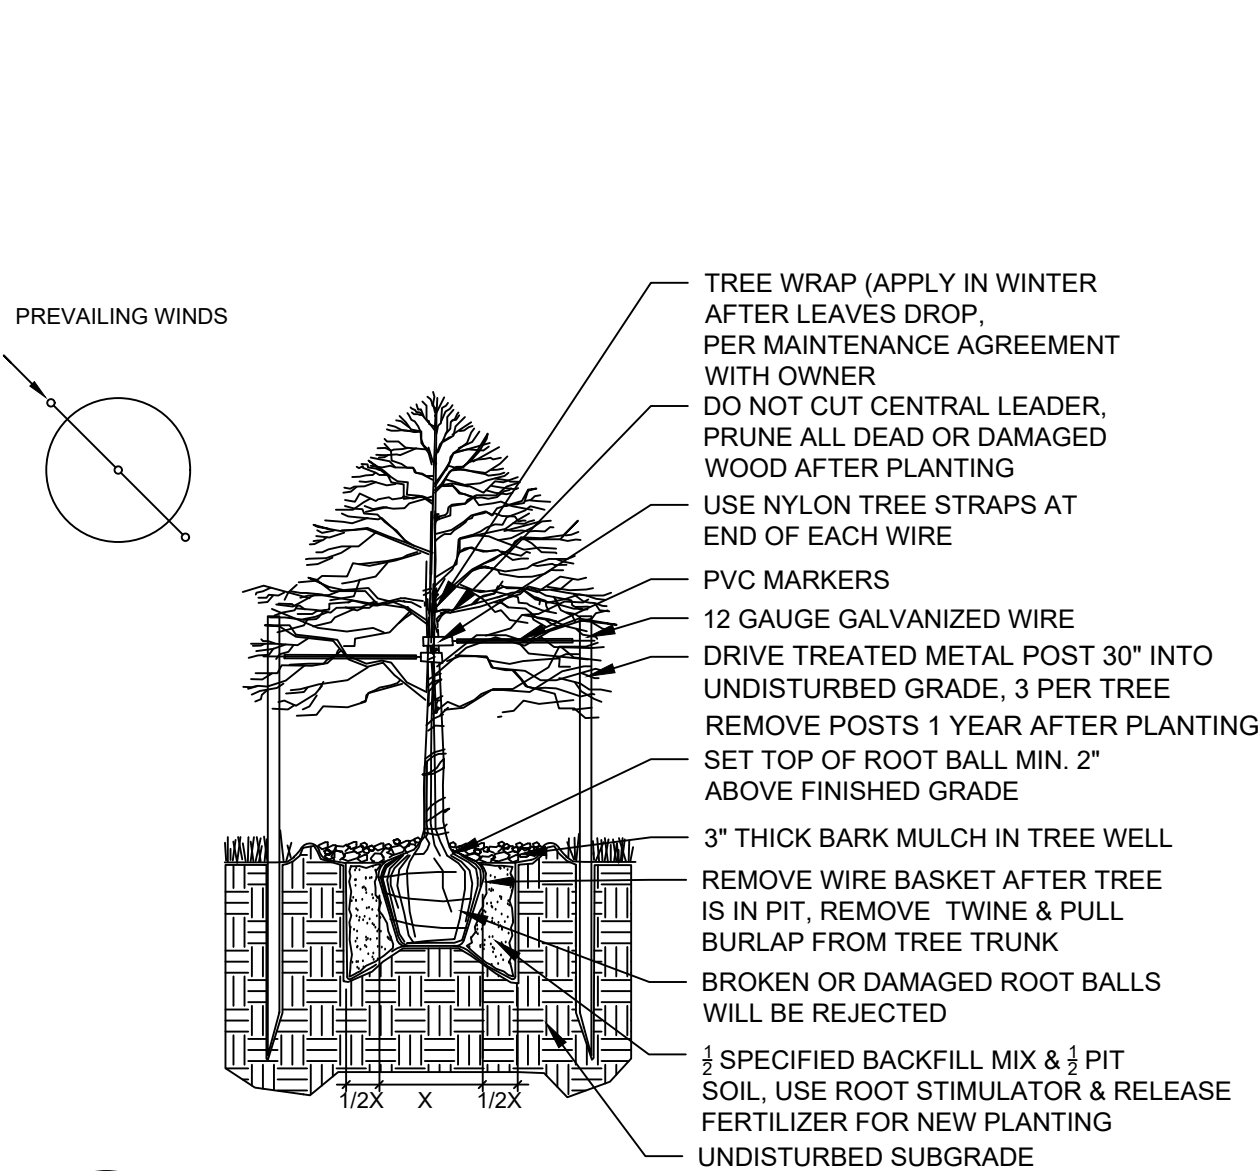 PREVAILING WINDS
TREE WRAP (APPLY IN WINTER
AFTER LEAVES DROP,
PER MAINTENANCE AGREEMENT
WITH OWNER
DO NOT CUT CENTRAL LEADER,
PRUNE ALL DEAD OR DAMAGED
WOOD AFTER PLANTING
USE NYLON TREE STRAPS AT
END OF EACH WIRE
PVC MARKERS
12 GAUGE GALVANIZED WIRE
DRIVE TREATED METAL POST 30" INTO
UNDISTURBED GRADE, 3 PER TREE
REMOVE POSTS 1 YEAR AFTER PLANTING
SET TOP OF ROOT BALL MIN. 2"
ABOVE FINISHED GRADE
3" THICK BARK MULCH IN TREE WELL
REMOVE WIRE BASKET AFTER TREE
IS IN PIT, REMOVE TWINE & PULL
BURLAP FROM TREE TRUNK
BROKEN OR DAMAGED ROOT BALLS
WILL BE REJECTED
½ SPECIFIED BACKFILL MIX & ½ PIT
SOIL, USE ROOT STIMULATOR & RELEASE
FERTILIZER FOR NEW PLANTING
UNDISTURBED SUBGRADE
1/2X X 1/2X